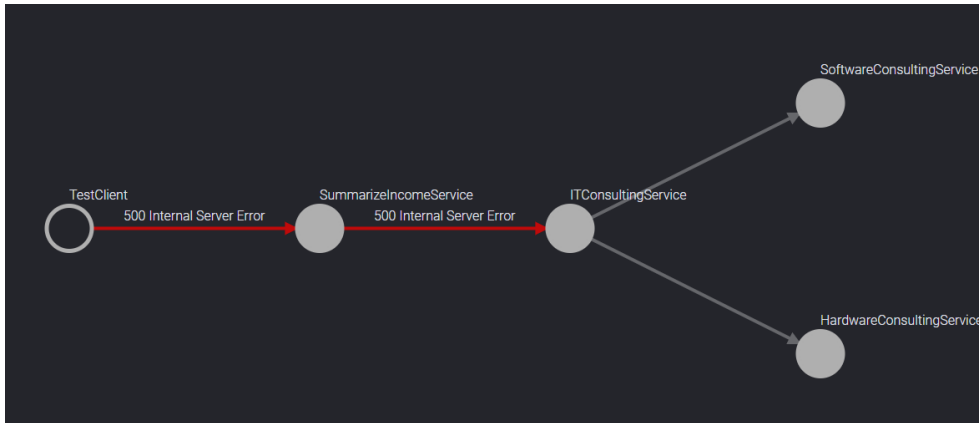 SoftwareConsultingService
TestClient
SummarizeIncomeService
ITConsultingService
500 Internal Server Error
500 Internal Server Error
HardwareConsultingService